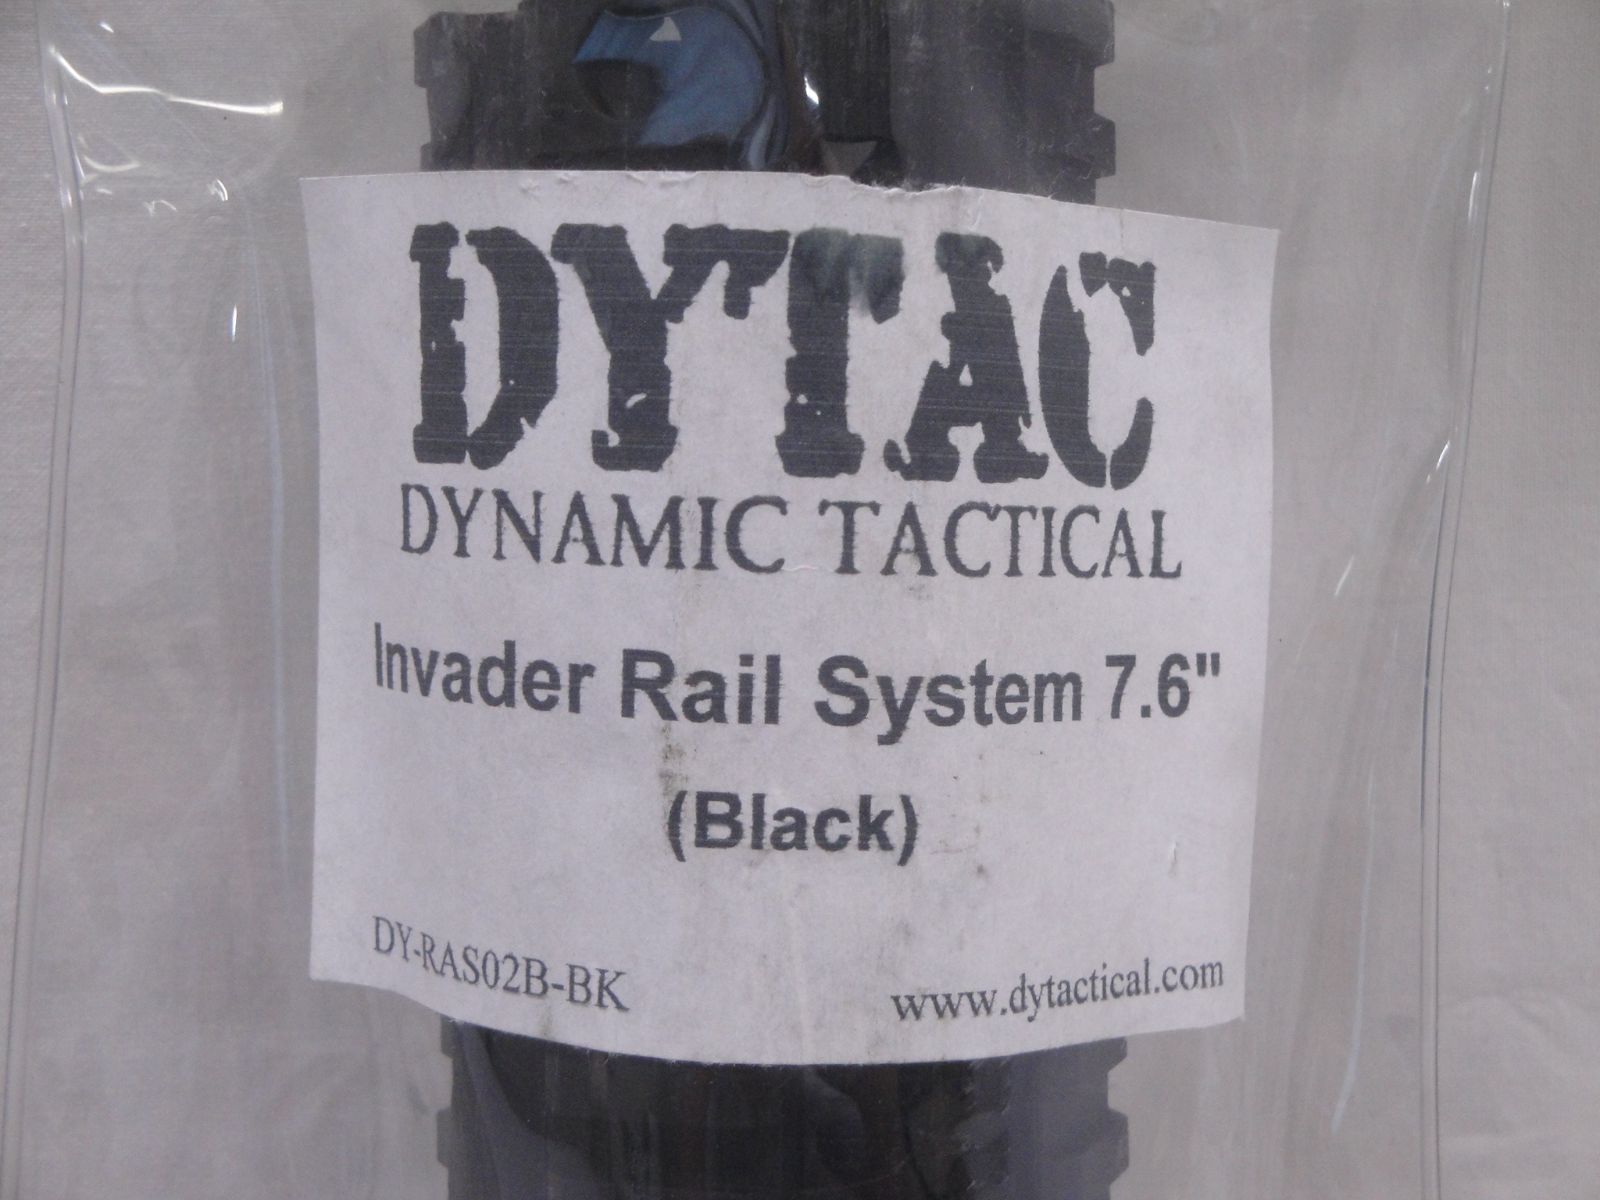 DYTAC
DYNAMIC TACTICAL
Invader Rail System 7.6"
(Black)
DY-RAS02B-BK
www.dytactical.com